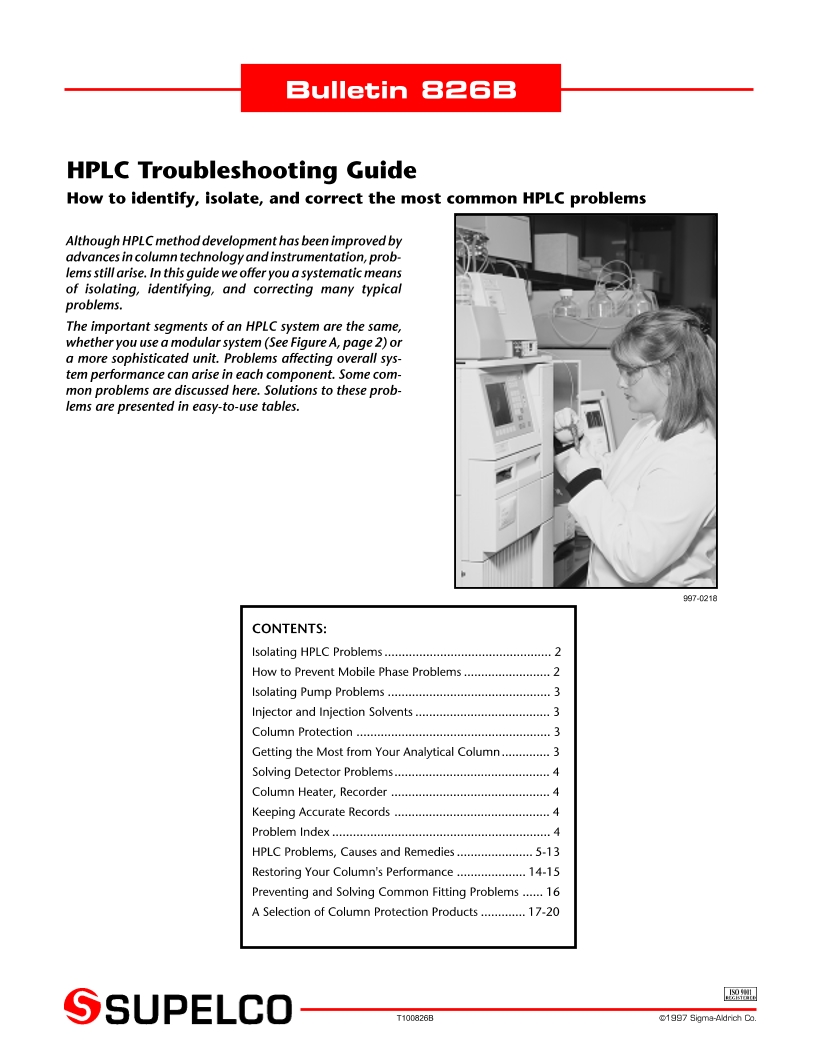 Bulletin 826B
HPLC Troubleshooting Guide
How to identify, isolate, and correct the most common HPLC problems
Although HPLC method development has been improved by
advances in column technology and instrumentation, prob-
lems still arise. In this guide we offer you a systematic means
of isolating, identifying, and correcting many typical
problems.
The important segments of an HPLC system are the same,
whether you use a modular system (See Figure A, page 2) or
a more sophisticated unit. Problems affecting overall sys-
tem performance can arise in each component. Some com-
mon problems are discussed here. Solutions to these prob-
lems are presented in easy-to-use tables.
997-0218
CONTENTS:
Isolating HPLC Problems ................................................ 2
How to Prevent Mobile Phase Problems ......................... 2
Isolating Pump Problems ............................................... 3
Injector and Injection Solvents ....................................... 3
Column Protection ........................................................ 3
Getting the Most from Your Analytical Column .............. 3
Solving Detector Problems ............................................. 4
Column Heater, Recorder .............................................. 4
Keeping Accurate Records ............................................. 4
Problem Index ............................................................... 4
HPLC Problems, Causes and Remedies ...................... 5-13
Restoring Your Column's Performance .................... 14-15
Preventing and Solving Common Fitting Problems ...... 16
A Selection of Column Protection Products ............. 17-20
ISO 9001
REGISTERED
SUPELCO
T100826B
©1997 Sigma-Aldrich Co.